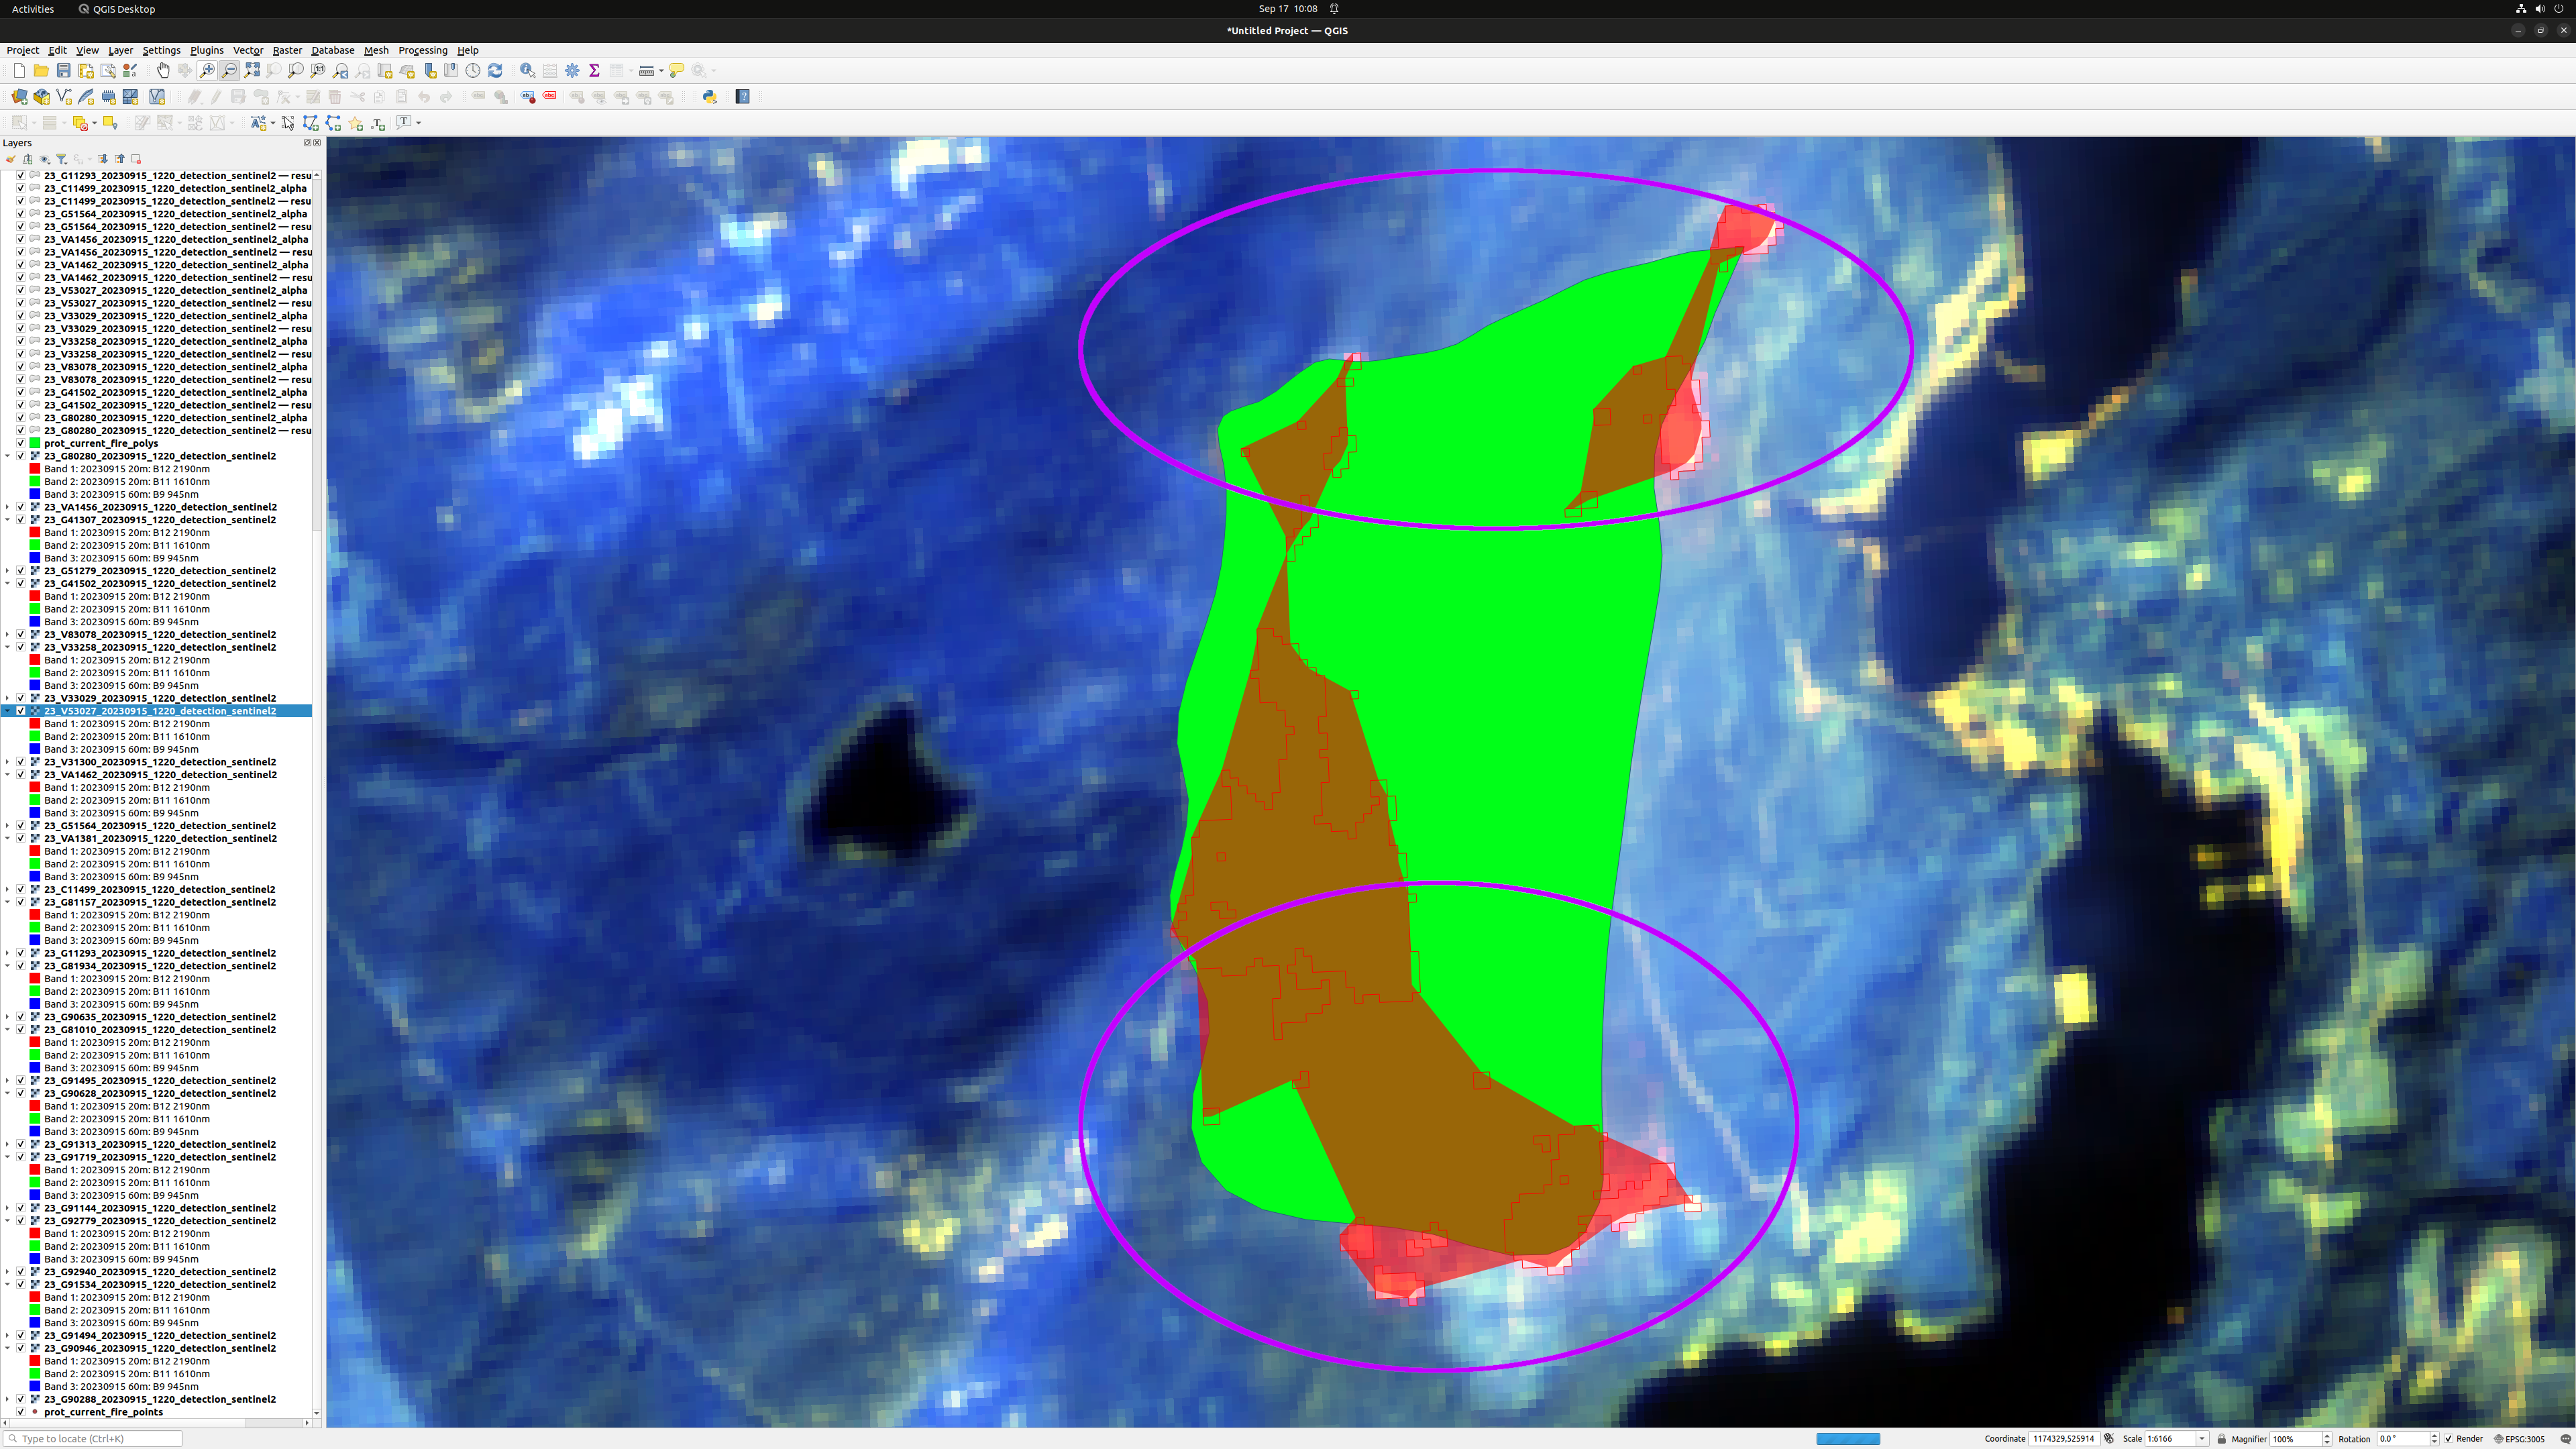 Activities QGIS Desktop Sep 17 10:08
*Untitled Project — QGIS
Project Edit View Layer Settings Plugins Vector Raster Database Mesh Processing Help
Layers
23_G11293_20230915_1220_detection_sentinel2 — resu
23_C11499_20230915_1220_detection_sentinel2_alpha
23_C11499_20230915_1220_detection_sentinel2 — resu
23_G51564_20230915_1220_detection_sentinel2_alpha
23_G51564_20230915_1220_detection_sentinel2 — resu
23_VA1456_20230915_1220_detection_sentinel2_alpha
23_VA1456_20230915_1220_detection_sentinel2 — resu
23_VA1462_20230915_1220_detection_sentinel2_alpha
23_VA1462_20230915_1220_detection_sentinel2 — resu
23_V53027_20230915_1220_detection_sentinel2_alpha
23_V53027_20230915_1220_detection_sentinel2 — resu
23_V33029_20230915_1220_detection_sentinel2_alpha
23_V33029_20230915_1220_detection_sentinel2 — resu
23_V33258_20230915_1220_detection_sentinel2_alpha
23_V33258_20230915_1220_detection_sentinel2 — resu
23_V83078_20230915_1220_detection_sentinel2_alpha
23_V83078_20230915_1220_detection_sentinel2 — resu
23_G41502_20230915_1220_detection_sentinel2_alpha
23_G41502_20230915_1220_detection_sentinel2 — resu
23_G80280_20230915_1220_detection_sentinel2_alpha
23_G80280_20230915_1220_detection_sentinel2 — resu
prot_current_fire_polys
23_G80280_20230915_1220_detection_sentinel2
Band 1: 20230915 20m: B12 2190nm
Band 2: 20230915 20m: B11 1610nm
Band 3: 20230915 60m: B9 945nm
23_VA1456_20230915_1220_detection_sentinel2
23_G41307_20230915_1220_detection_sentinel2
Band 1: 20230915 20m: B12 2190nm
Band 2: 20230915 20m: B11 1610nm
Band 3: 20230915 60m: B9 945nm
23_G51279_20230915_1220_detection_sentinel2
23_G41502_20230915_1220_detection_sentinel2
Band 1: 20230915 20m: B12 2190nm
Band 2: 20230915 20m: B11 1610nm
Band 3: 20230915 60m: B9 945nm
23_V83078_20230915_1220_detection_sentinel2
23_V33258_20230915_1220_detection_sentinel2
Band 1: 20230915 20m: B12 2190nm
Band 2: 20230915 20m: B11 1610nm
Band 3: 20230915 60m: B9 945nm
23_V33029_20230915_1220_detection_sentinel2
23_V53027_20230915_1220_detection_sentinel2
Band 1: 20230915 20m: B12 2190nm
Band 2: 20230915 20m: B11 1610nm
Band 3: 20230915 60m: B9 945nm
23_V31300_20230915_1220_detection_sentinel2
23_VA1462_20230915_1220_detection_sentinel2
Band 1: 20230915 20m: B12 2190nm
Band 2: 20230915 20m: B11 1610nm
Band 3: 20230915 60m: B9 945nm
23_G51564_20230915_1220_detection_sentinel2
23_VA1381_20230915_1220_detection_sentinel2
Band 1: 20230915 20m: B12 2190nm
Band 2: 20230915 20m: B11 1610nm
Band 3: 20230915 60m: B9 945nm
23_C11499_20230915_1220_detection_sentinel2
23_G81157_20230915_1220_detection_sentinel2
Band 1: 20230915 20m: B12 2190nm
Band 2: 20230915 20m: B11 1610nm
Band 3: 20230915 60m: B9 945nm
23_G11293_20230915_1220_detection_sentinel2
23_G81934_20230915_1220_detection_sentinel2
Band 1: 20230915 20m: B12 2190nm
Band 2: 20230915 20m: B11 1610nm
Band 3: 20230915 60m: B9 945nm
23_G90635_20230915_1220_detection_sentinel2
23_G81010_20230915_1220_detection_sentinel2
Band 1: 20230915 20m: B12 2190nm
Band 2: 20230915 20m: B11 1610nm
Band 3: 20230915 60m: B9 945nm
23_G91495_20230915_1220_detection_sentinel2
23_G90628_20230915_1220_detection_sentinel2
Band 1: 20230915 20m: B12 2190nm
Band 2: 20230915 20m: B11 1610nm
Band 3: 20230915 60m: B9 945nm
23_G91313_20230915_1220_detection_sentinel2
23_G91719_20230915_1220_detection_sentinel2
Band 1: 20230915 20m: B12 2190nm
Band 2: 20230915 20m: B11 1610nm
Band 3: 20230915 60m: B9 945nm
23_G91144_20230915_1220_detection_sentinel2
23_G92779_20230915_1220_detection_sentinel2
Band 1: 20230915 20m: B12 2190nm
Band 2: 20230915 20m: B11 1610nm
Band 3: 20230915 60m: B9 945nm
23_G92940_20230915_1220_detection_sentinel2
23_G91534_20230915_1220_detection_sentinel2
Band 1: 20230915 20m: B12 2190nm
Band 2: 20230915 20m: B11 1610nm
Band 3: 20230915 60m: B9 945nm
23_G91494_20230915_1220_detection_sentinel2
23_G90946_20230915_1220_detection_sentinel2
Band 1: 20230915 20m: B12 2190nm
Band 2: 20230915 20m: B11 1610nm
Band 3: 20230915 60m: B9 945nm
23_G90288_20230915_1220_detection_sentinel2
prot_current_fire_points
Type to locate (Ctrl+K) Coordinate 1174329,525914 Scale 1:6166 Magnifier 100% Rotation 0.0 ° Render EPSG:3005